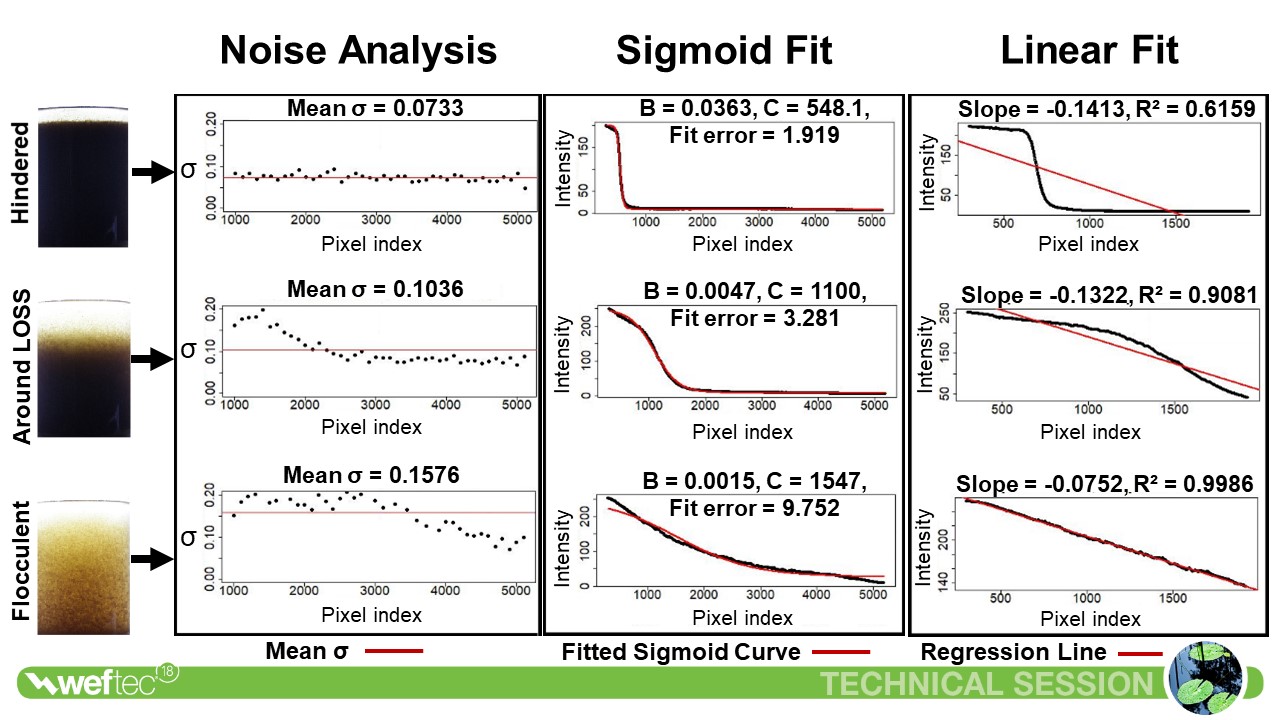 Noise Analysis
Sigmoid Fit
Linear Fit
Hindered
Mean σ = 0.0733
σ
0.20
0.10
0.00
1000 2000 3000 4000 5000
Pixel index
B = 0.0363, C = 548.1,
Fit error = 1.919
Intensity
150
50
0
1000 2000 3000 4000 5000
Pixel index
Slope = -0.1413, R² = 0.6159
Intensity
150
50
500 1000 1500
Pixel index
Around LOSS
Mean σ = 0.1036
σ
0.20
0.10
0.00
1000 2000 3000 4000 5000
Pixel index
B = 0.0047, C = 1100,
Fit error = 3.281
Intensity
200
100
0
1000 2000 3000 4000 5000
Pixel index
Slope = -0.1322, R² = 0.9081
Intensity
250
150
50
500 1000 1500
Pixel index
Flocculent
Mean σ = 0.1576
σ
0.20
0.10
0.00
1000 2000 3000 4000 5000
Pixel index
B = 0.0015, C = 1547,
Fit error = 9.752
Intensity
200
100
0
1000 2000 3000 4000 5000
Pixel index
Slope = -0.0752, R² = 0.9986
Intensity
200
140
500 1000 1500
Pixel index
Mean σ
Fitted Sigmoid Curve
Regression Line
weftec 18
TECHNICAL SESSION